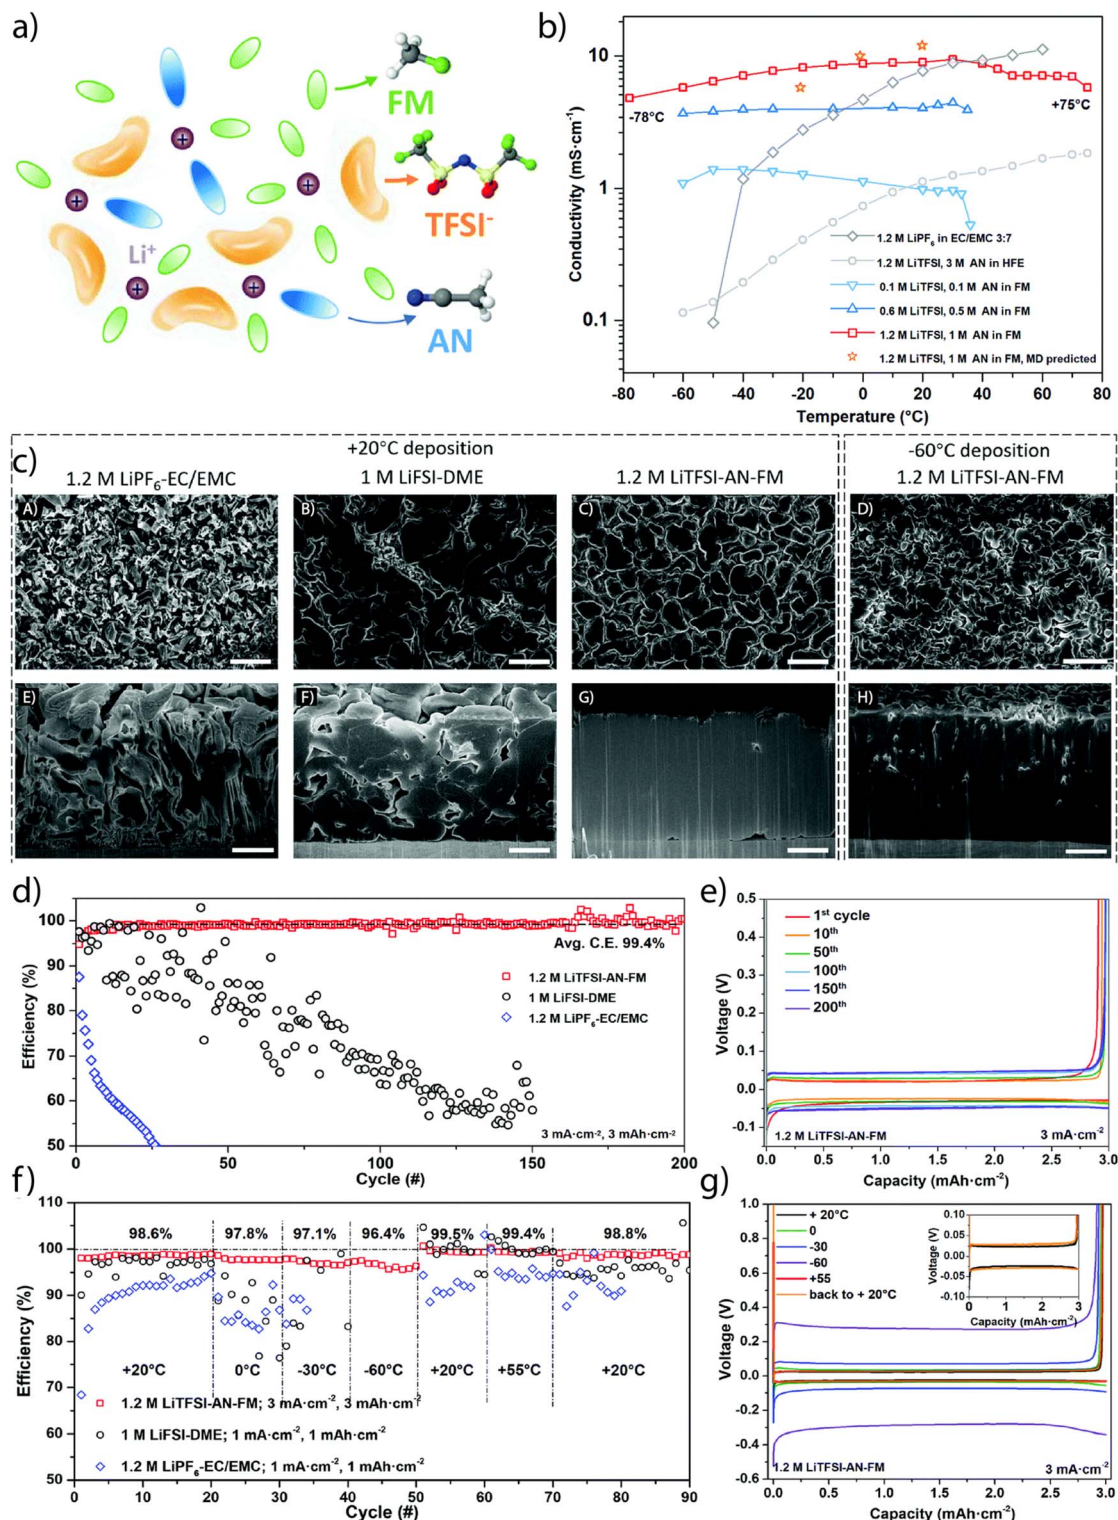 a)
FM
TFSI⁻
Li⁺
AN
b)
Conductivity (mS·cm⁻¹)
10
1
0.1
-78°C
+75°C
1.2 M LiPF₆ in EC/EMC 3:7
1.2 M LiTFSI, 3 M AN in HFE
0.1 M LiTFSI, 0.1 M AN in FM
0.6 M LiTFSI, 0.5 M AN in FM
1.2 M LiTFSI, 1 M AN in FM
1.2 M LiTFSI, 1 M AN in FM, MD predicted
-80 -60 -40 -20 0 20 40 60 80
Temperature (°C)
c)
+20°C deposition
-60°C deposition
1.2 M LiPF₆-EC/EMC
1 M LiFSI-DME
1.2 M LiTFSI-AN-FM
1.2 M LiTFSI-AN-FM
A)
B)
C)
D)
E)
F)
G)
H)
d)
Efficiency (%)
100
90
80
70
60
50
Avg. C.E. 99.4%
1.2 M LiTFSI-AN-FM
1 M LiFSI-DME
1.2 M LiPF₆-EC/EMC
3 mA·cm⁻², 3 mAh·cm⁻²
0 50 100 150 200
Cycle (#)
e)
Voltage (V)
0.5
0.4
0.3
0.2
0.1
0.0
-0.1
1ˢᵗ cycle
10ᵗʰ
50ᵗʰ
100ᵗʰ
150ᵗʰ
200ᵗʰ
1.2 M LiTFSI-AN-FM
3 mA·cm⁻²
0.0 0.5 1.0 1.5 2.0 2.5 3.0
Capacity (mAh·cm⁻²)
f)
Efficiency (%)
110
100
90
80
70
60
50
98.6% 97.8% 97.1% 96.4% 99.5% 99.4% 98.8%
+20°C 0°C -30°C -60°C +20°C +55°C +20°C
1.2 M LiTFSI-AN-FM; 3 mA·cm⁻², 3 mAh·cm⁻²
1 M LiFSI-DME; 1 mA·cm⁻², 1 mAh·cm⁻²
1.2 M LiPF₆-EC/EMC; 1 mA·cm⁻², 1 mAh·cm⁻²
0 10 20 30 40 50 60 70 80 90
Cycle (#)
g)
Voltage (V)
1.0
0.8
0.6
0.4
0.2
0.0
-0.2
-0.4
-0.6
+ 20°C
0
-30
-60
+55
back to + 20°C
Voltage (V)
0.10
0.05
0.00
-0.05
-0.10
0 1 2 3
Capacity (mAh·cm⁻²)
1.2 M LiTFSI-AN-FM
3 mA·cm⁻²
0.0 0.5 1.0 1.5 2.0 2.5 3.0
Capacity (mAh·cm⁻²)